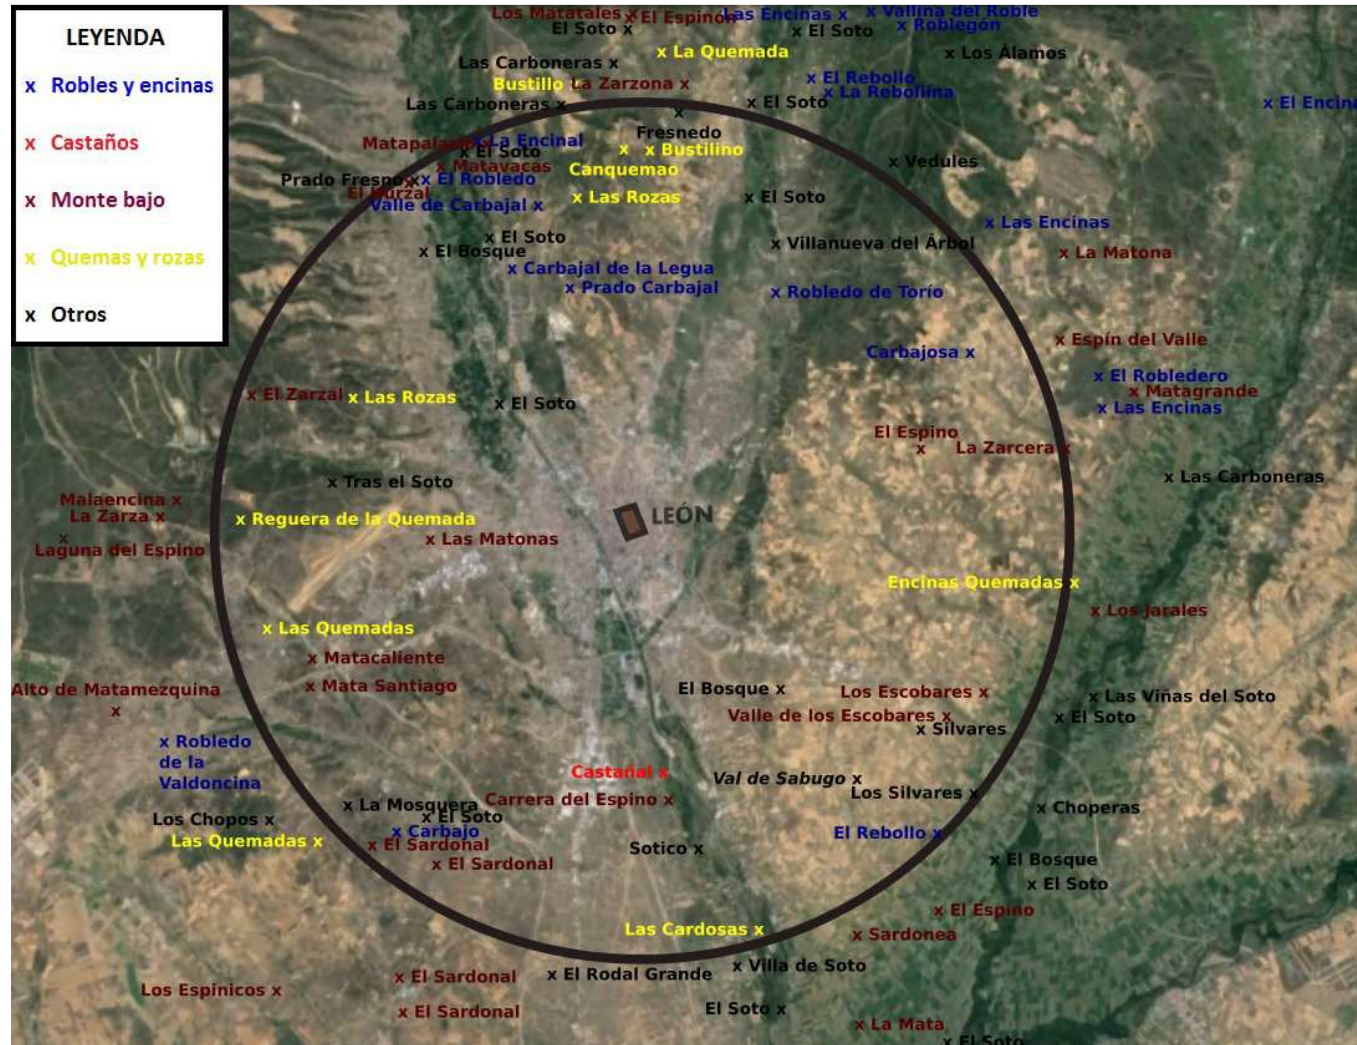 LEYENDA
x Robles y encinas
x Castaños
x Monte bajo
x Quemas y rozas
x Otros
Los Matatales x
x El Espinón
Las Encinas x
x Vallina del Roble
El Soto x
x El Soto
x Roblegón
x La Quemada
x Los Álamos
Las Carboneras x
Bustillo x
La Zarzona x
x El Rebollo
x La Rebollina
Las Carboneras x
x El Soto
x El Encina
x
Fresnedo
x La Encinal
x El Soto
x
x Bustilino
Canquemao
x Vedules
x Matavacas
Prado Fresno x
x El Robledo
Valle de Carbajal x
x Las Rozas
x El Soto
x Las Encinas
x El Soto
x El Bosque
x Villanueva del Árbol
x La Matona
x Carbajal de la Legua
x Prado Carbajal
x Robledo de Torío
x Espín del Valle
Carbajosa x
x El Robledero
x Matagrande
x Las Encinas
x El Zarzal
x Las Rozas
x El Soto
El Espino
x
La Zarcera x
x Tras el Soto
x Las Carboneras
Malaencina x
La Zarza x
x
Laguna del Espino
x Reguera de la Quemada
x Las Matonas
LEÓN
Encinas Quemadas x
x Los Jarales
x Las Quemadas
x Matacaliente
x Mata Santiago
Alto de Matamezquina
x
El Bosque x
Los Escobares x
x Las Viñas del Soto
Valle de los Escobares x
x El Soto
x Silvares
x Robledo
de la
Valdoncina
Castañal x
Val de Sabugo x
Los Silvares x
Carrera del Espino x
x La Mosquera
x Choperas
Los Chopos x
x El Soto
x Carbajo
El Rebollo x
Las Quemadas x
x El Sardonal
x El Sardonal
Sotico x
x El Bosque
x El Soto
x El Espino
Las Cardosas x
x Sardonea
x Villa de Soto
x El Sardonal
x El Rodal Grande
Los Espinicos x
x El Sardonal
El Soto x
x La Mata
x El Soto